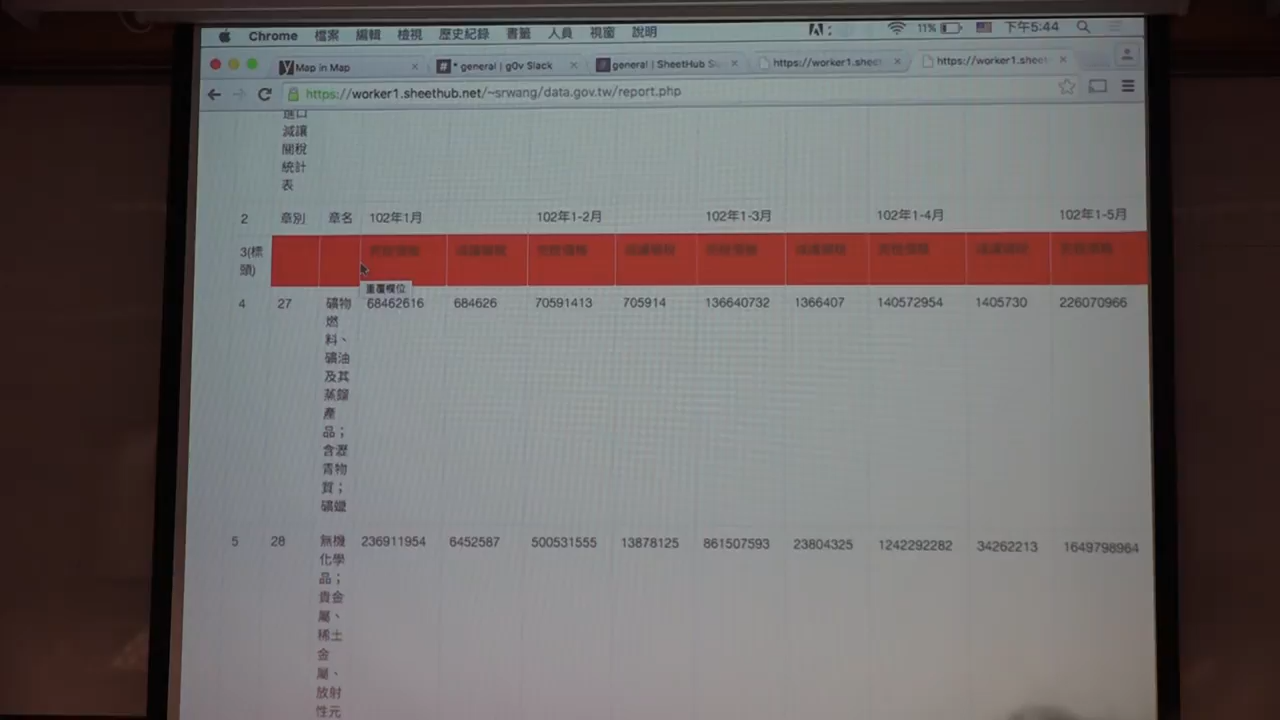 Chrome 檔案 編輯 檢視 歷史紀錄 書籤 人員 視窗 說明 11% 下午5:44
Map in Map × * general | g0v Slack × general | SheetHub × https://worker1.sheet × https://worker1.sheet ×
https://worker1.sheethub.net/~srwang/data.gov.tw/report.php
進口
減讓
關稅
統計
表
2 章別 章名 102年1月 102年1-2月 102年1-3月 102年1-4月 102年1-5月
3(標
頭)
重覆欄位
4 27 礦物 68462616 684626 70591413 705914 136640732 1366407 140572954 1405730 226070966
燃
料、
礦油
及其
蒸餾
產
品；
含瀝
青物
質；
礦蠟
5 28 無機 236911954 6452587 500531555 13878125 861507593 23804325 1242292282 34262213 1649798964
化學
品；
貴金
屬、
稀土
金
屬、
放射
性元